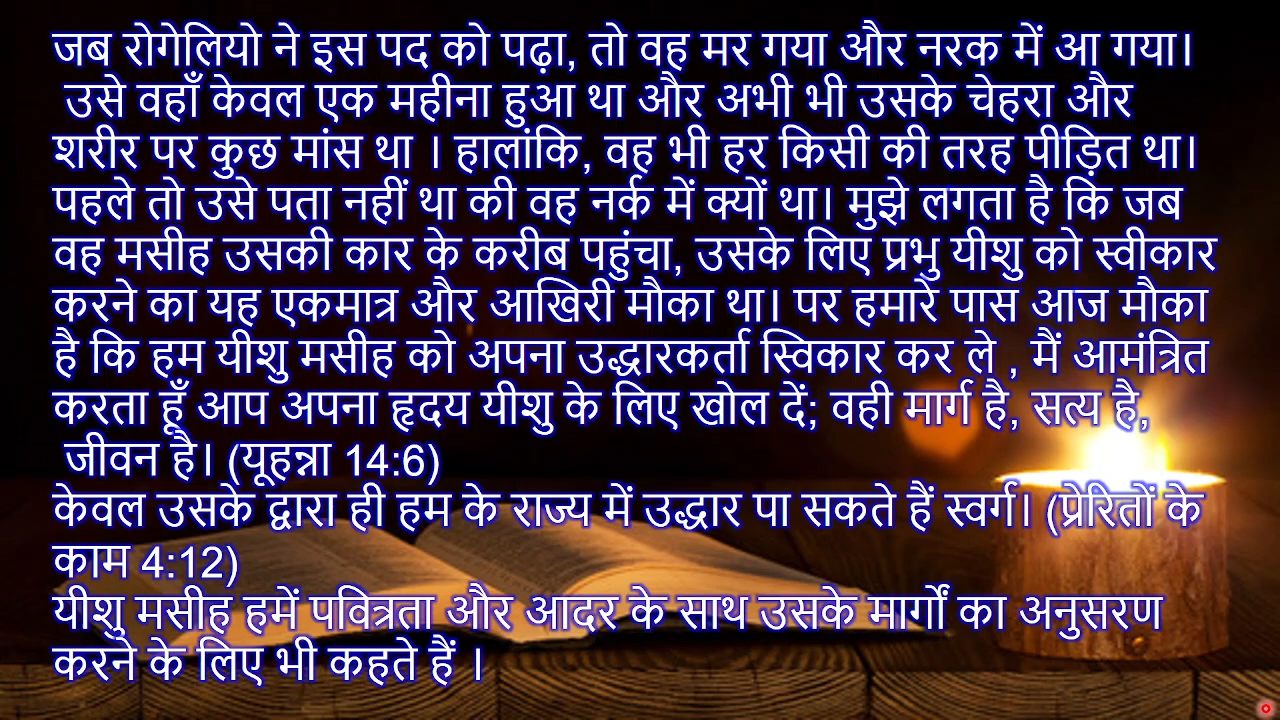 जब रोगेलियो ने इस पद को पढ़ा, तो वह मर गया और नरक में आ गया।
उसे वहाँ केवल एक महीना हुआ था और अभी भी उसके चेहरा और
शरीर पर कुछ मांस था । हालांकि, वह भी हर किसी की तरह पीड़ित था।
पहले तो उसे पता नहीं था की वह नर्क में क्यों था। मुझे लगता है कि जब
वह मसीह उसकी कार के करीब पहुंचा, उसके लिए प्रभु यीशु को स्वीकार
करने का यह एकमात्र और आखिरी मौका था। पर हमारे पास आज मौका
है कि हम यीशु मसीह को अपना उद्धारकर्ता स्विकार कर ले , मैं आमंत्रित
करता हूँ आप अपना हृदय यीशु के लिए खोल दें; वही मार्ग है, सत्य है,
जीवन है। (यूहन्ना 14:6)
केवल उसके द्वारा ही हम के राज्य में उद्धार पा सकते हैं स्वर्ग। (प्रेरितों के
काम 4:12)
यीशु मसीह हमें पवित्रता और आदर के साथ उसके मार्गों का अनुसरण
करने के लिए भी कहते हैं ।